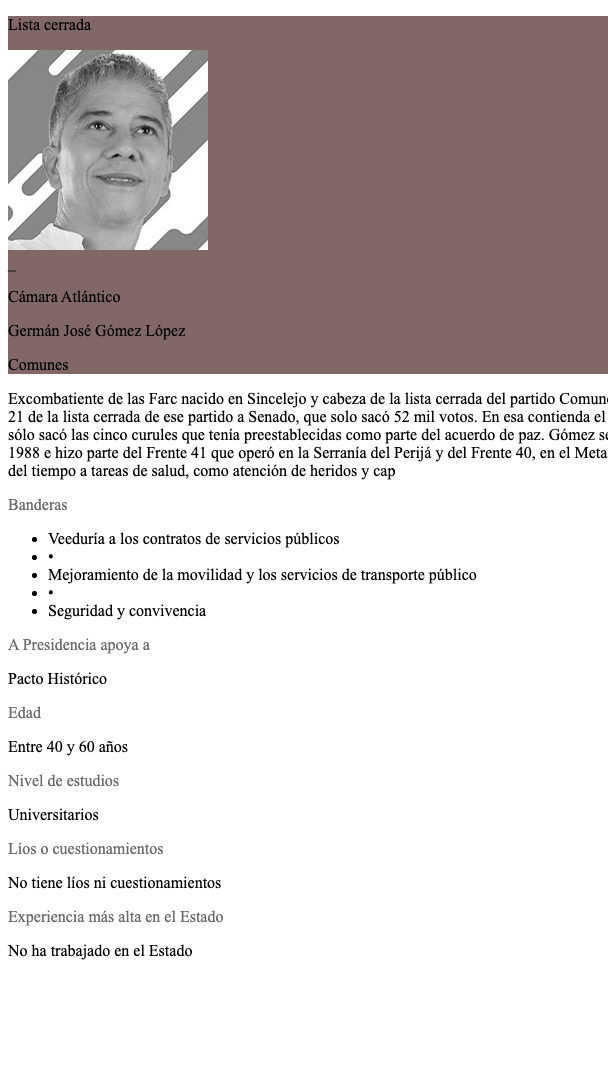 Lista cerrada
_
Cámara Atlántico
Germán José Gómez López
Comunes
Excombatiente de las Farc nacido en Sincelejo y cabeza de la lista cerrada del partido
21 de la lista cerrada de ese partido a Senado, que solo sacó 52 mil votos. En esa contienda el
sólo sacó las cinco curules que tenía preestablecidas como parte del acuerdo de paz. Gómez
1988 e hizo parte del Frente 41 que operó en la Serranía del Perijá y del Frente 40, en el Meta
del tiempo a tareas de salud, como atención de heridos y cap
Banderas
• Veeduría a los contratos de servicios públicos
• •
• Mejoramiento de la movilidad y los servicios de transporte público
• •
• Seguridad y convivencia
A Presidencia apoya a
Pacto Histórico
Edad
Entre 40 y 60 años
Nivel de estudios
Universitarios
Líos o cuestionamientos
No tiene líos ni cuestionamientos
Experiencia más alta en el Estado
No ha trabajado en el Estado